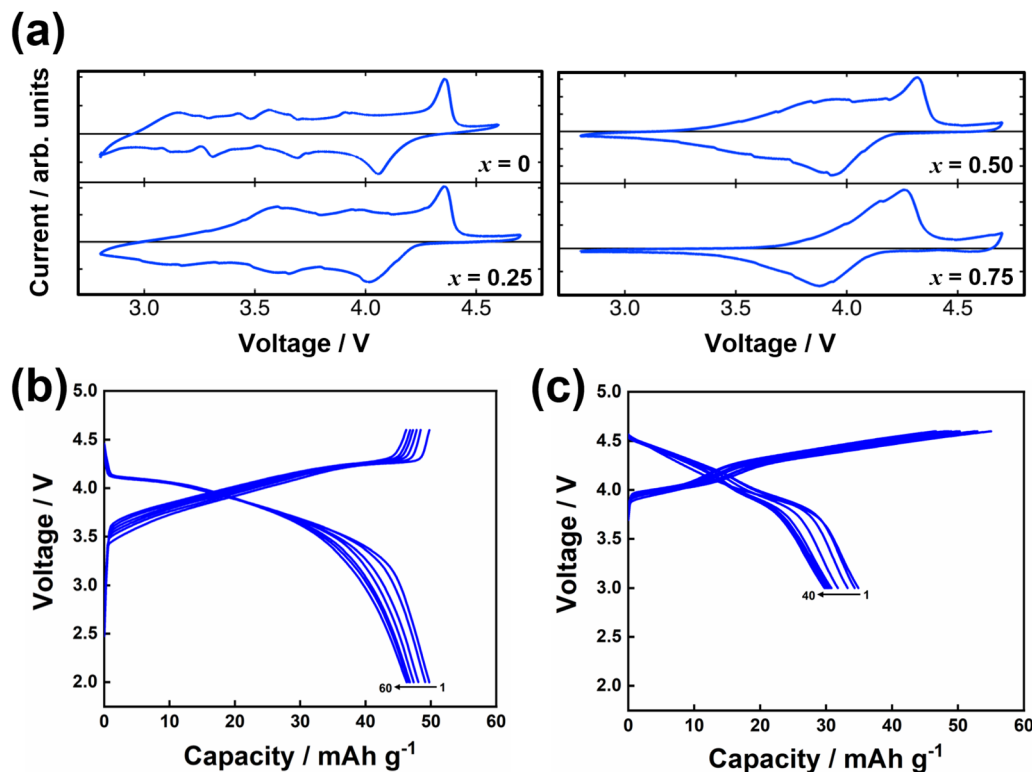 (a)
Current / arb. units
x = 0
x = 0.50
x = 0.25
x = 0.75
3.0 3.5 4.0 4.5 3.0 3.5 4.0 4.5
Voltage / V Voltage / V
(b)
Voltage / V
5.0
4.5
4.0
3.5
3.0
2.5
2.0
60 1
0 10 20 30 40 50 60
Capacity / mAh g-1
(c)
Voltage / V
5.0
4.5
4.0
3.5
3.0
2.5
2.0
40 1
0 10 20 30 40 50 60
Capacity / mAh g-1